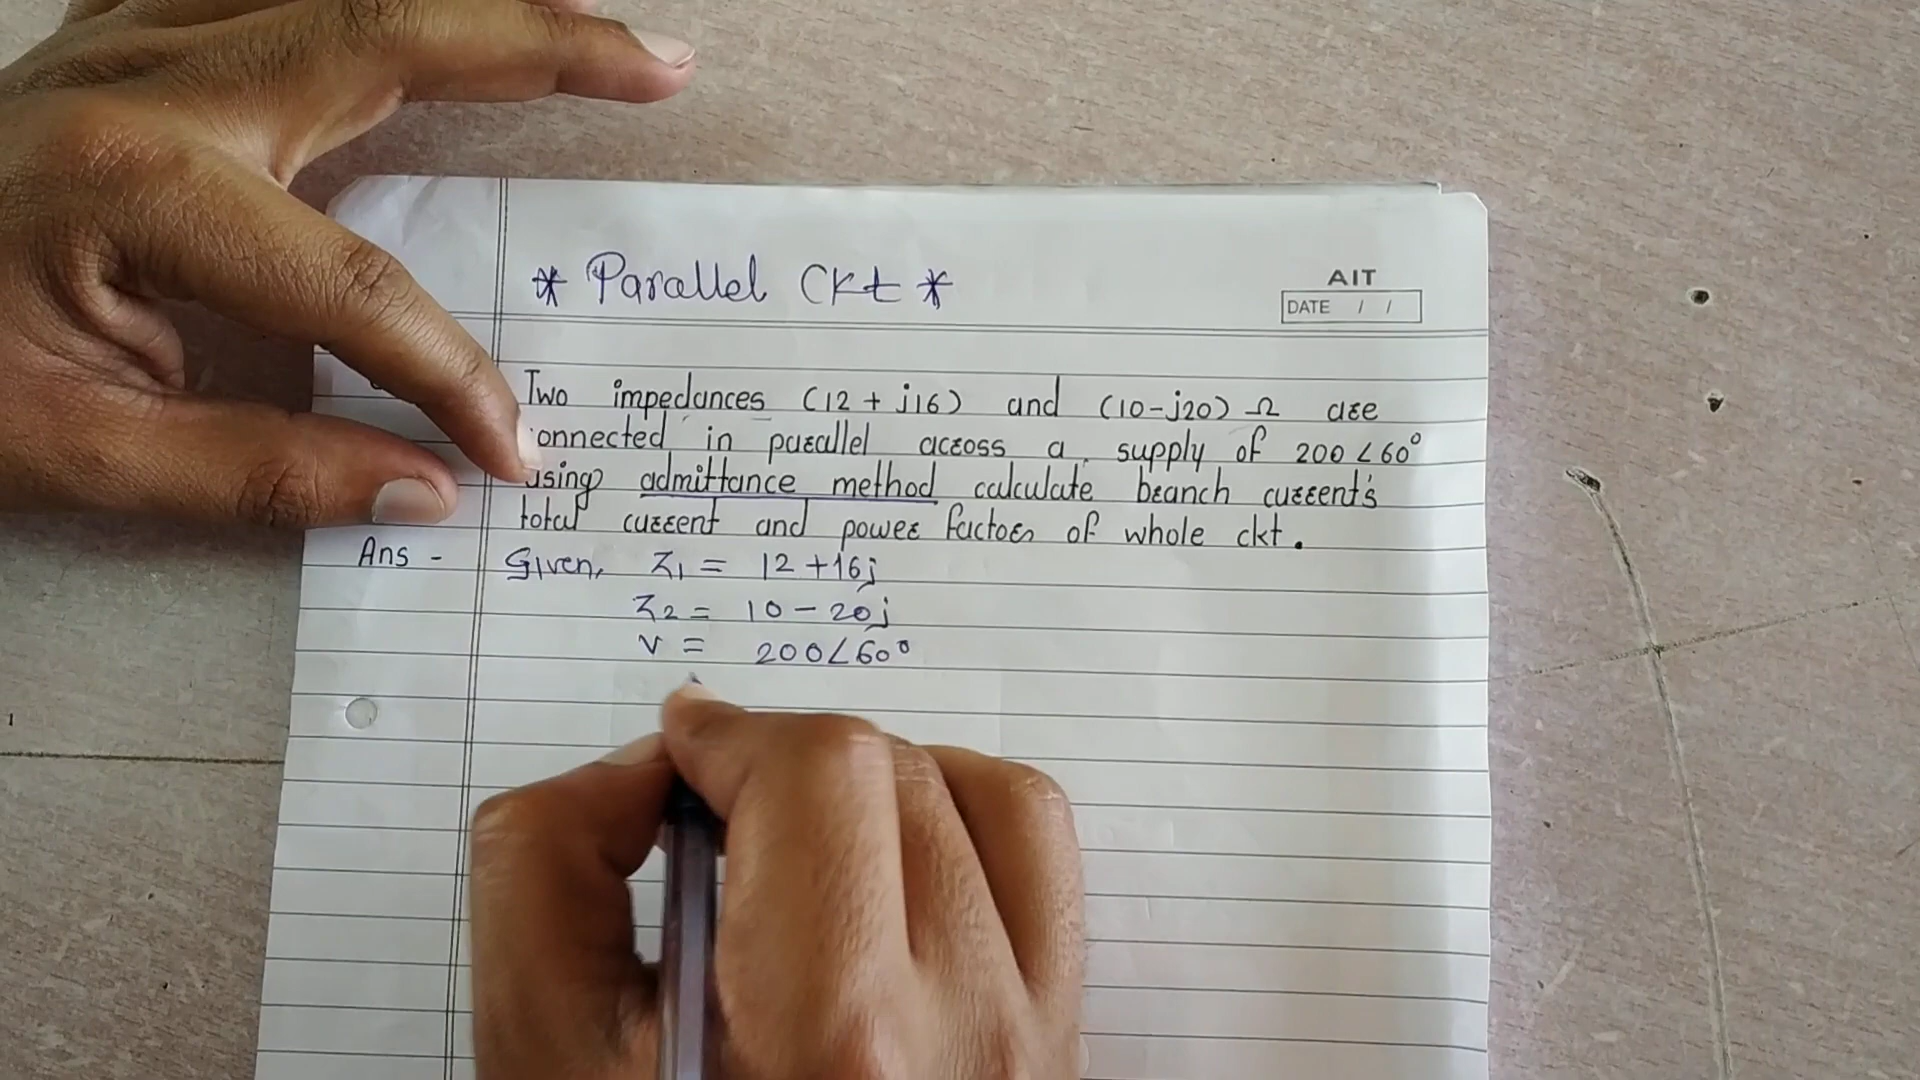 * Parallel Ckt *
AIT
DATE / /
Two impedances (12 + j16) and (10-j20) Ω are
onnected in parallel across a supply of 200∠60°
using admittance method calculate branch current's
total current and power factor of whole ckt.
Ans - Given, Z1 = 12 +16j
Z2 = 10 - 20j
V = 200∠60°
1